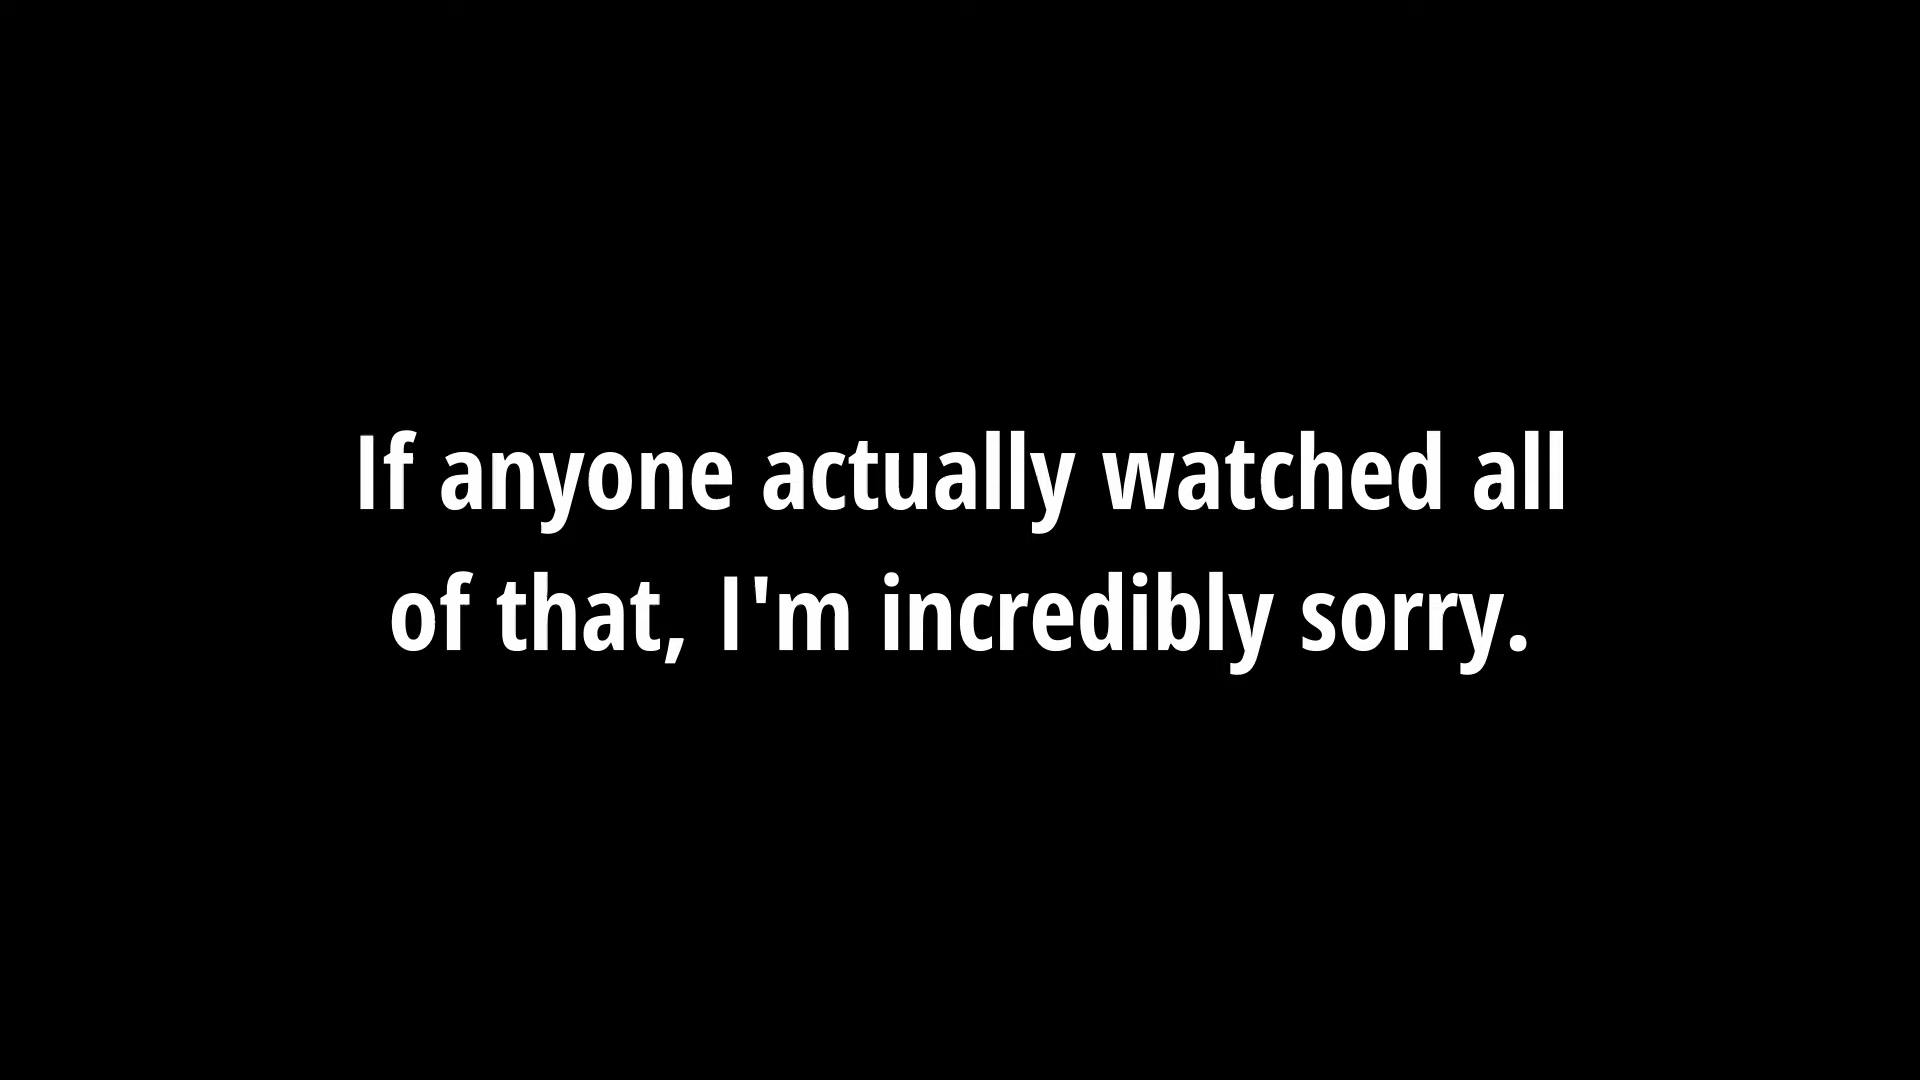 If anyone actually watched all
of that, I'm incredibly sorry.